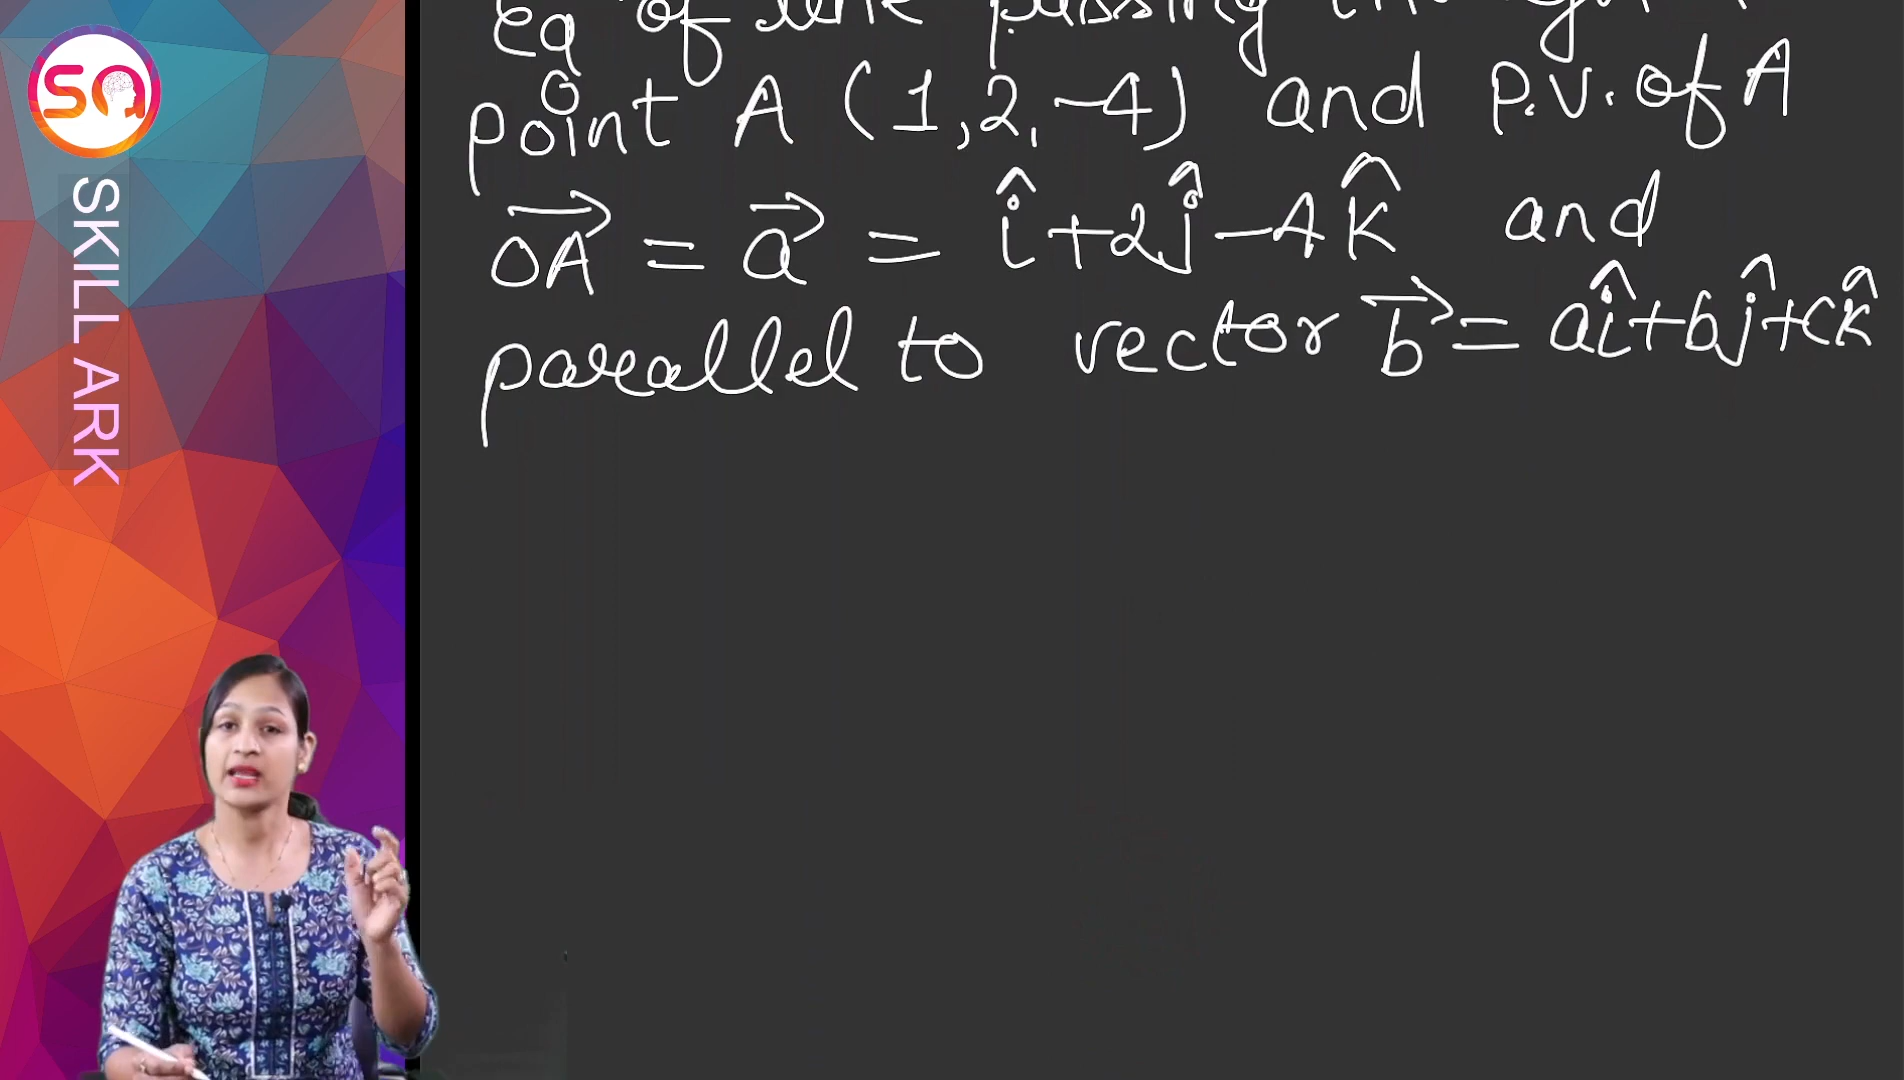 SQ
SKILL ARK
Eq of line passing through
point A (1,2,-4) and P.V. of A
→OA = →a = î+2ĵ-4k̂ and
parallel to vector →b = aî+bĵ+ck̂